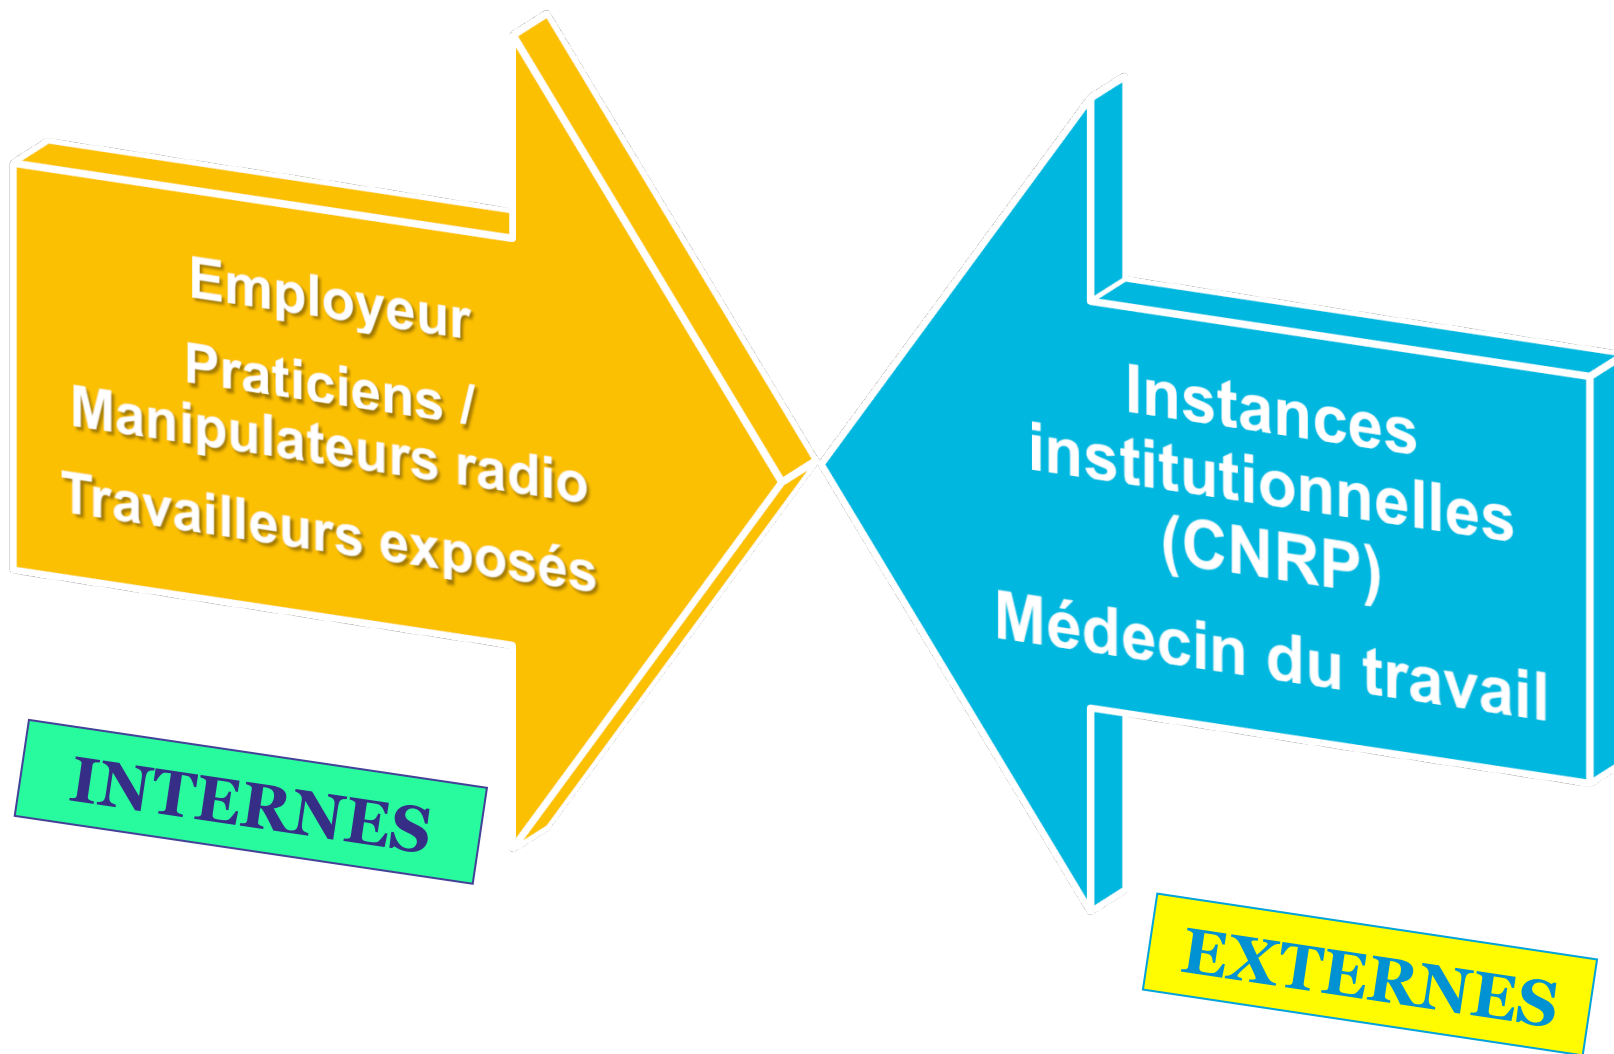 Employeur
Praticiens /
Manipulateurs radio
Travailleurs exposés
INTERNES
Instances
institutionnelles
(CNRP)
Médecin du travail
EXTERNES